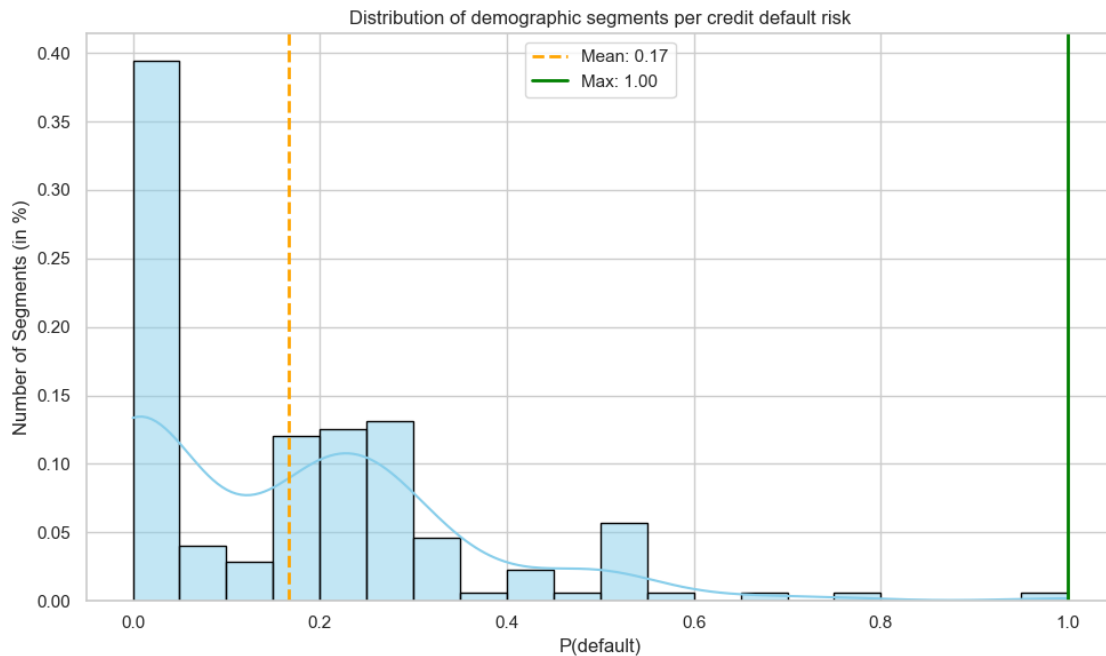 Distribution of demographic segments per credit default risk
Mean: 0.17
Max: 1.00
Number of Segments (in %)
0.40
0.35
0.30
0.25
0.20
0.15
0.10
0.05
0.00
0.0 0.2 0.4 0.6 0.8 1.0
P(default)